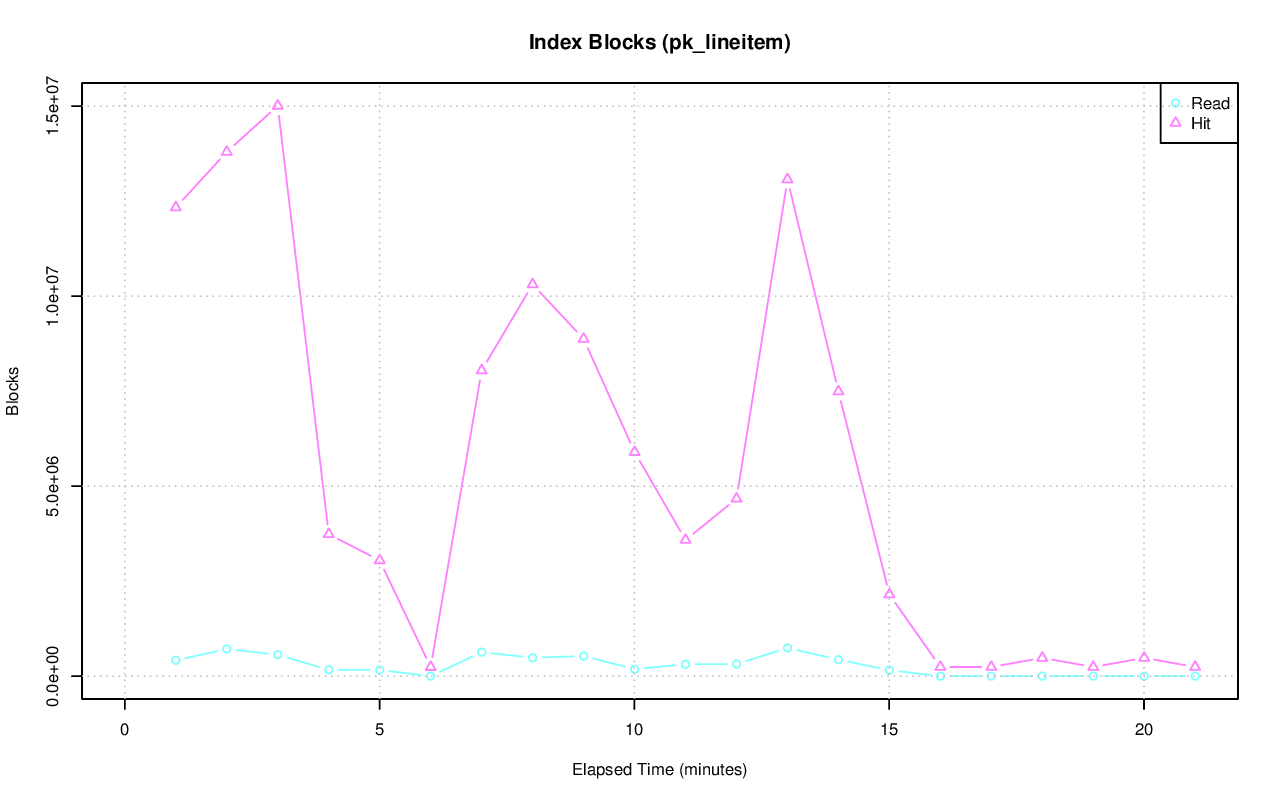 Index Blocks (pk_lineitem)
Read
Hit
Blocks
1.5e+07
1.0e+07
5.0e+06
0.0e+00
0 5 10 15 20
Elapsed Time (minutes)